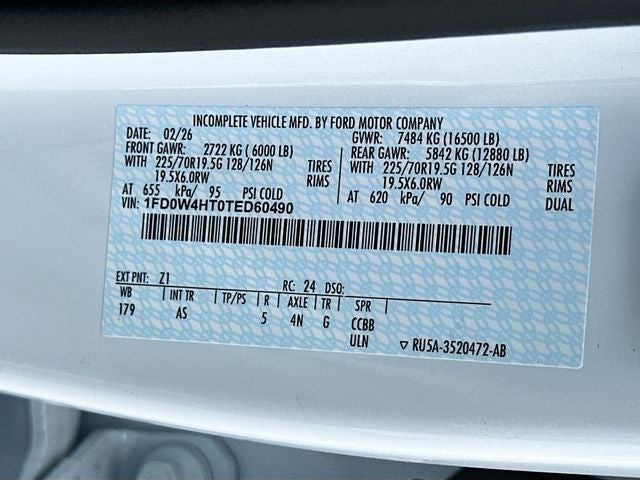 INCOMPLETE VEHICLE MFD. BY FORD MOTOR COMPANY
DATE: 02/26 GVWR: 7484 KG (16500 LB)
FRONT GAWR: 2722 KG ( 6000 LB) REAR GAWR: 5842 KG (12880 LB)
WITH 225/70R19.5G 128/126N TIRES WITH 225/70R19.5G 128/126N TIRES
19.5X6.0RW RIMS 19.5X6.0RW RIMS
AT 655 kPa/ 95 PSI COLD AT 620 kPa/ 90 PSI COLD DUAL
VIN: 1FD0W4HT0TED60490
EXT PNT: Z1 RC: 24 DSO:
WB INT TR TP/PS R AXLE TR SPR
179 AS 5 4N G CCBB
ULN ▽ RU5A-3520472-AB